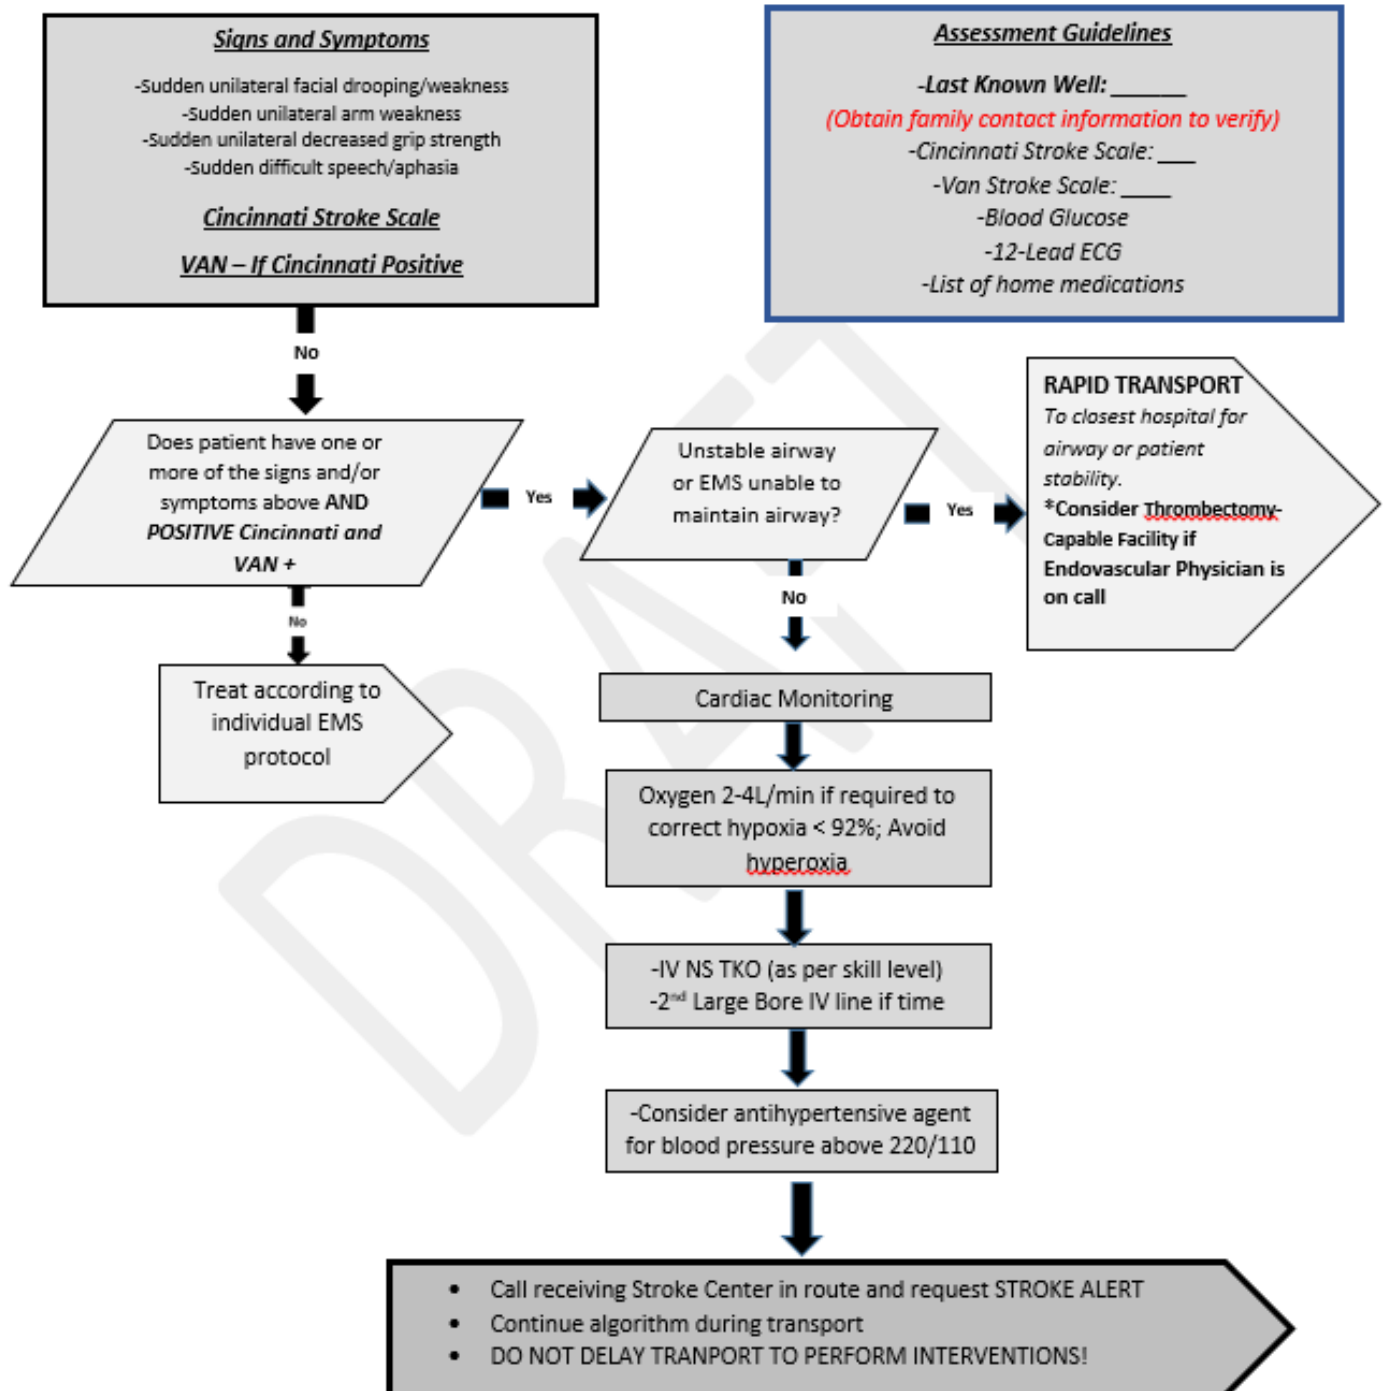 Signs and Symptoms
-Sudden unilateral facial drooping/weakness
-Sudden unilateral arm weakness
-Sudden unilateral decreased grip strength
-Sudden difficult speech/aphasia
Cincinnati Stroke Scale
VAN – If Cincinnati Positive
Assessment Guidelines
-Last Known Well: ______
(Obtain family contact information to verify)
-Cincinnati Stroke Scale: ___
-Van Stroke Scale: ____
-Blood Glucose
-12-Lead ECG
-List of home medications
No
Does patient have one or
more of the signs and/or
symptoms above AND
POSITIVE Cincinnati and
VAN +
Yes
Unstable airway
or EMS unable to
maintain airway?
Yes
RAPID TRANSPORT
To closest hospital for
airway or patient
stability.
*Consider Thrombectomy-
Capable Facility if
Endovascular Physician is
on call
No
Treat according to
individual EMS
protocol
No
Cardiac Monitoring
Oxygen 2-4L/min if required to
correct hypoxia < 92%; Avoid
hyperoxia
-IV NS TKO (as per skill level)
-2nd Large Bore IV line if time
-Consider antihypertensive agent
for blood pressure above 220/110
• Call receiving Stroke Center in route and request STROKE ALERT
• Continue algorithm during transport
• DO NOT DELAY TRANPORT TO PERFORM INTERVENTIONS!
DRAFT